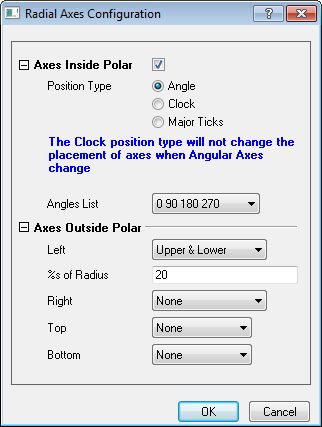 Radial Axes Configuration
Axes Inside Polar
Position Type
Angle
Clock
Major Ticks
The Clock position type will not change the
placement of axes when Angular Axes
change
Angles List
0 90 180 270
Axes Outside Polar
Left
Upper & Lower
%s of Radius
20
Right
None
Top
None
Bottom
None
OK
Cancel